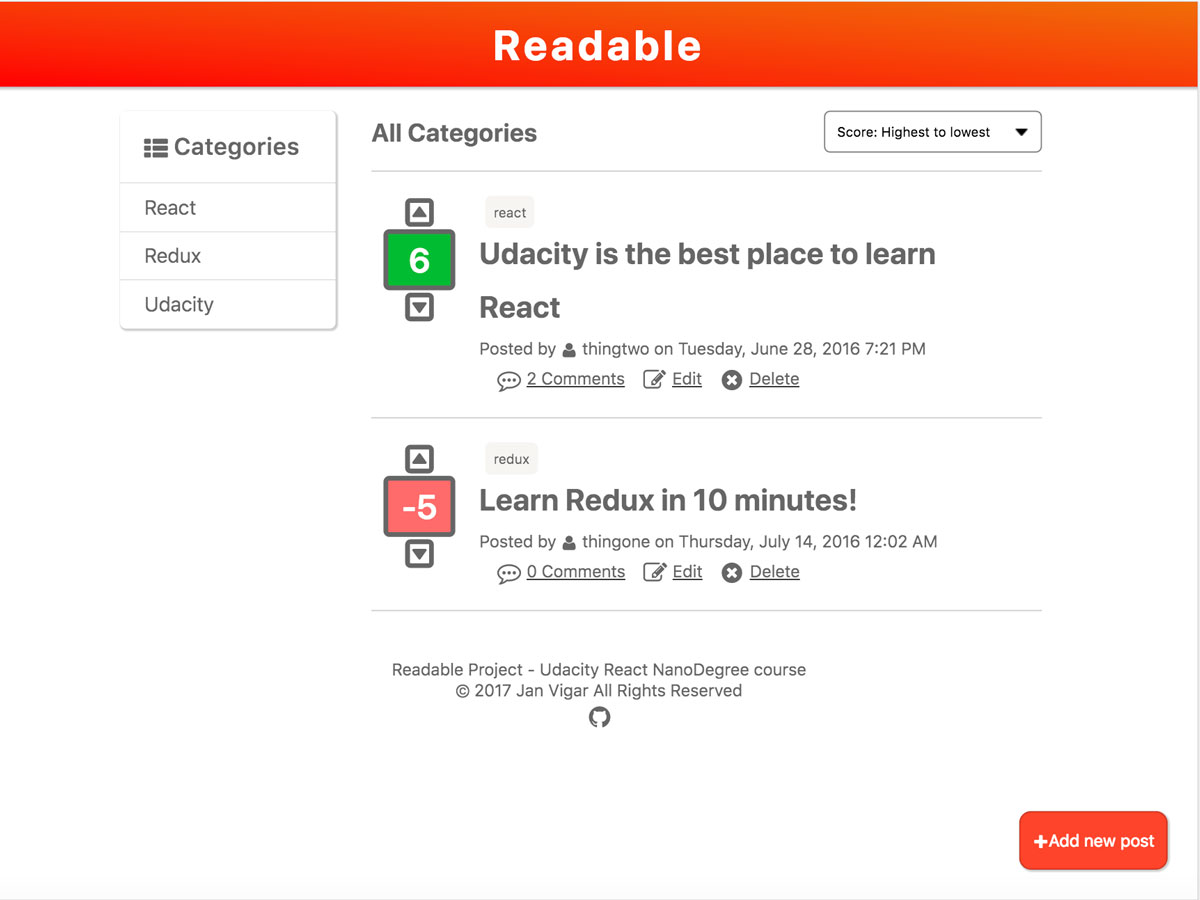 Readable
Categories
React
Redux
Udacity
All Categories
Score: Highest to lowest
react
6
Udacity is the best place to learn
React
Posted by thingtwo on Tuesday, June 28, 2016 7:21 PM
2 Comments Edit Delete
redux
-5
Learn Redux in 10 minutes!
Posted by thingone on Thursday, July 14, 2016 12:02 AM
0 Comments Edit Delete
Readable Project - Udacity React NanoDegree course
© 2017 Jan Vigar All Rights Reserved
+Add new post